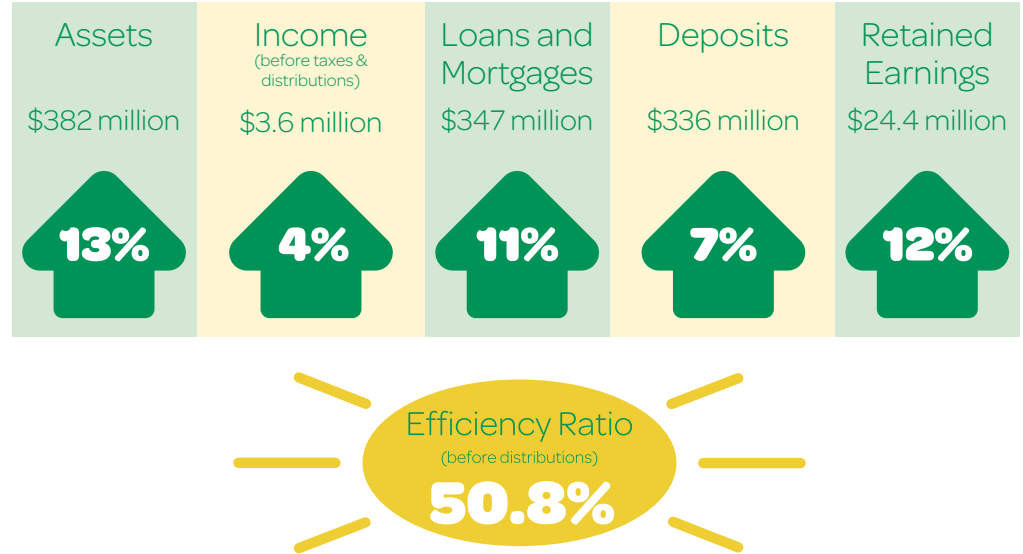 Assets
$382 million
13%
Income
(before taxes &
distributions)
$3.6 million
4%
Loans and
Mortgages
$347 million
11%
Deposits
$336 million
7%
Retained
Earnings
$24.4 million
12%
Efficiency Ratio
(before distributions)
50.8%